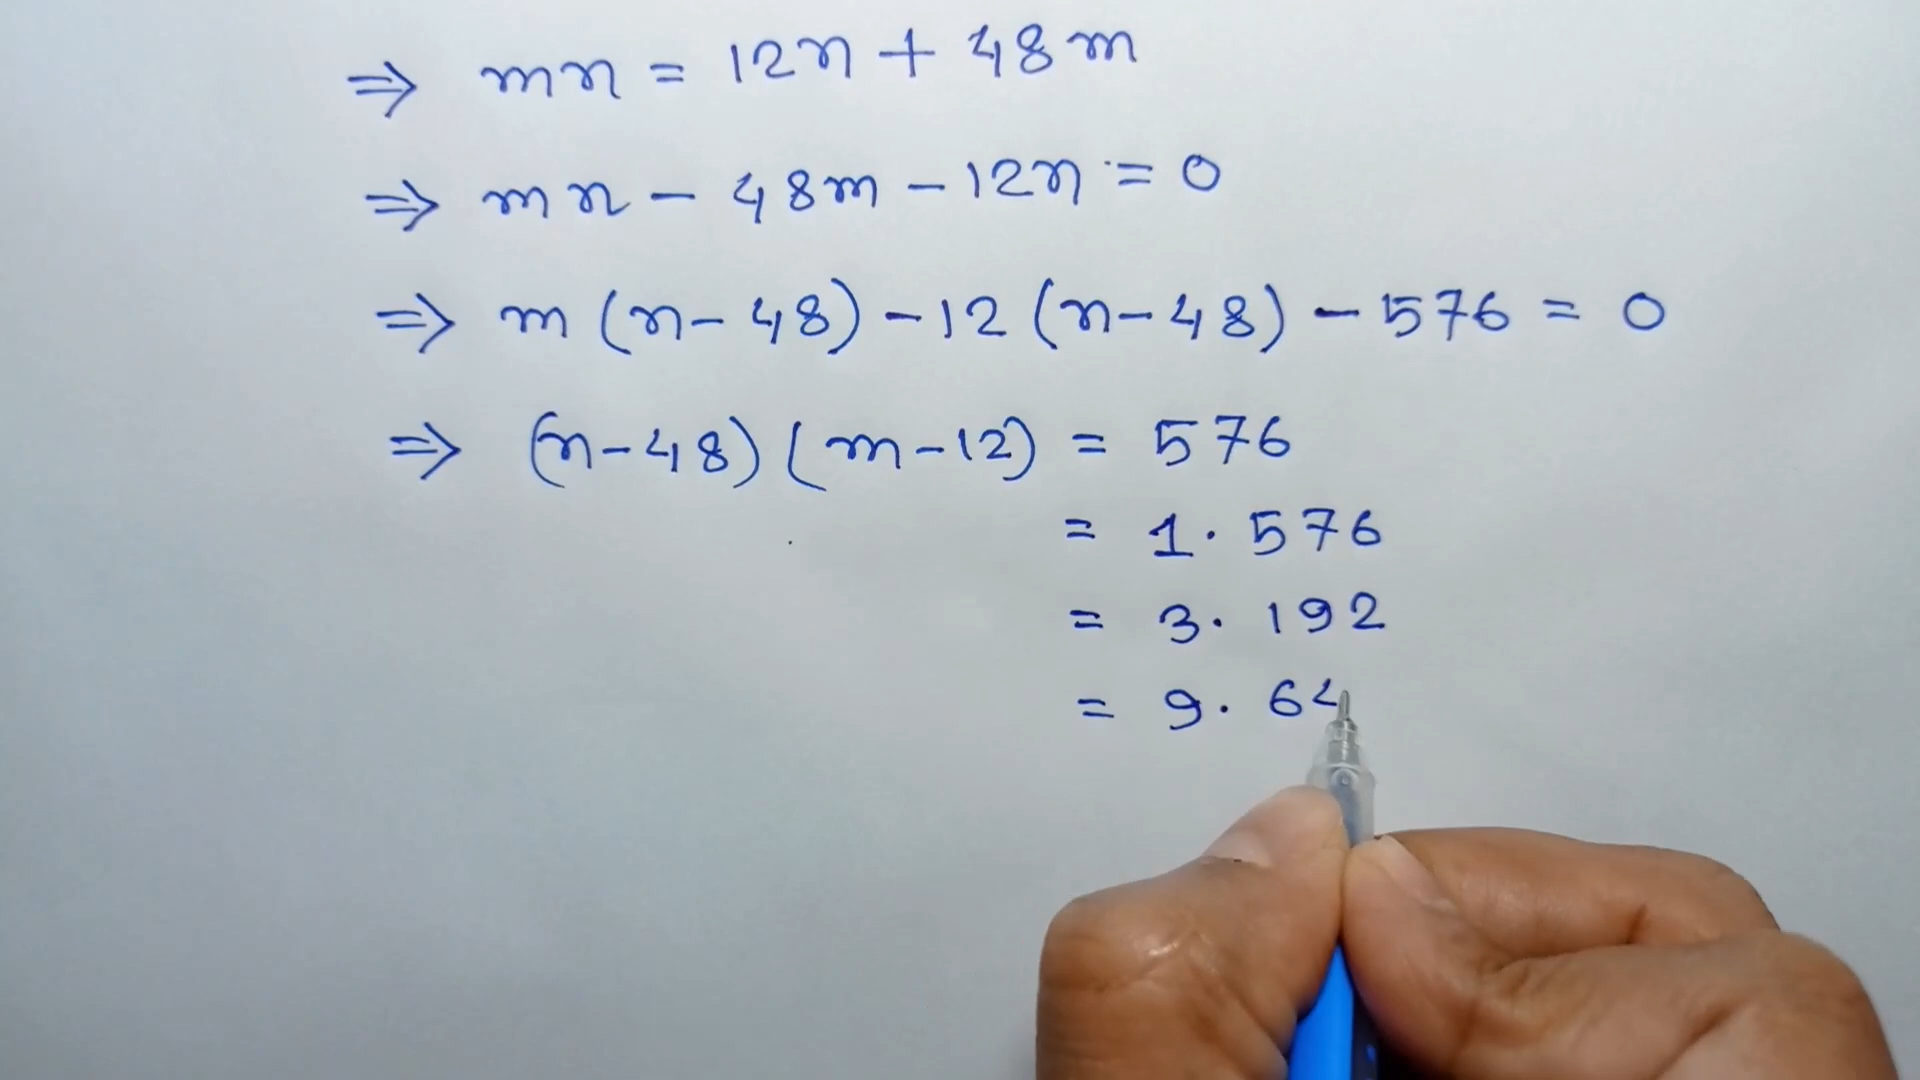 ⇒ mn = 12n + 48m
⇒ mn - 48m - 12n = 0
⇒ m(n-48) - 12(n-48) - 576 = 0
⇒ (n-48)(m-12) = 576
= 1·576
= 3·192
= 9·64